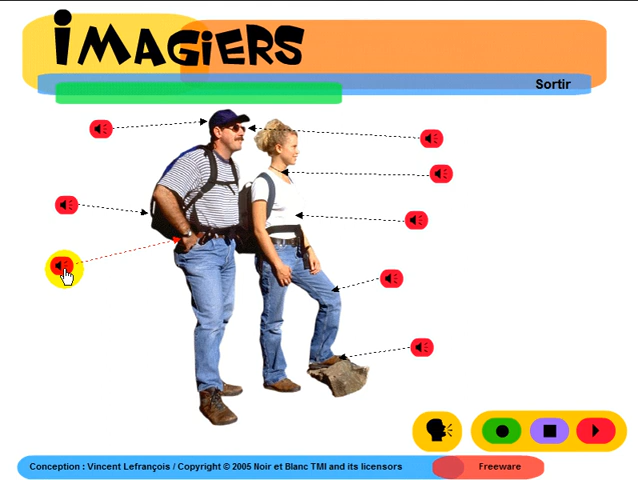 iMAGiERS
Sortir
Conception : Vincent Lefrançois / Copyright © 2005 Noir et Blanc TMI and its licensors
Freeware